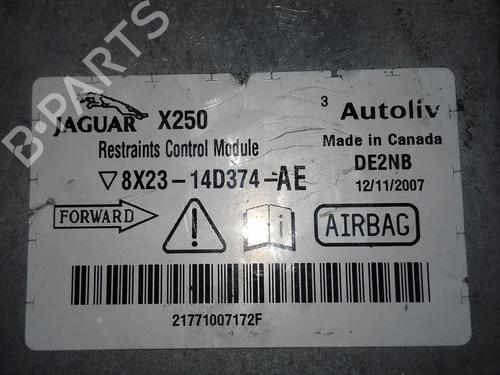 B-PARTS
JAGUAR X250
3 Autoliv
Restraints Control Module
Made in Canada
8X23-14D374-AE
DE2NB
12/11/2007
FORWARD
i
AIRBAG
21771007172F